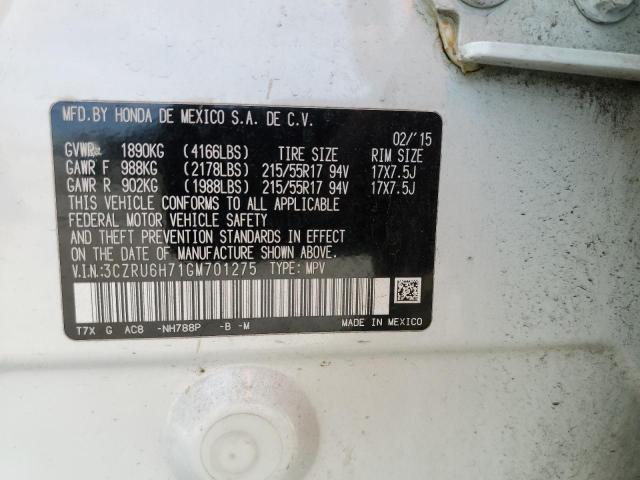 MFD. BY HONDA DE MEXICO S.A. DE C.V.
02/'15
GVWR 1890KG (4166LBS) TIRE SIZE RIM SIZE
GAWR F 988KG (2178LBS) 215/55R17 94V 17X7.5J
GAWR R 902KG (1988LBS) 215/55R17 94V 17X7.5J
THIS VEHICLE CONFORMS TO ALL APPLICABLE
FEDERAL MOTOR VEHICLE SAFETY
AND THEFT PREVENTION STANDARDS IN EFFECT
ON THE DATE OF MANUFACTURE SHOWN ABOVE.
V.I.N.:3CZRU6H71GM701275 TYPE: MPV
T7X G AC8 -NH788P -B -M MADE IN MEXICO